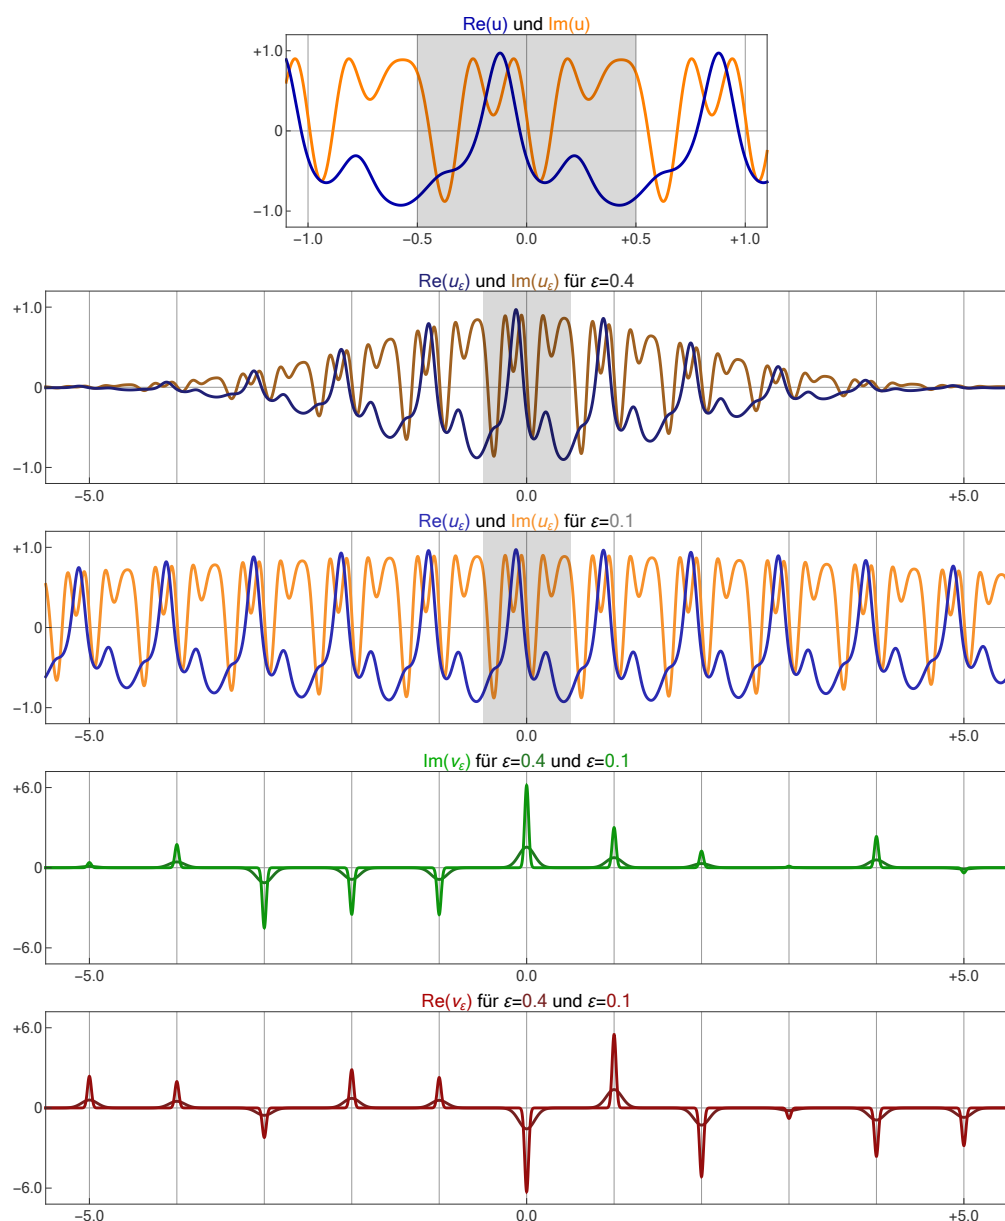 Re(u) und Im(u)
+1.0
0
−1.0
−1.0 −0.5 0.0 +0.5 +1.0
Re(uε) und Im(uε) für ε=0.4
+1.0
0
−1.0
−5.0 0.0 +5.0
Re(uε) und Im(uε) für ε=0.1
+1.0
0
−1.0
−5.0 0.0 +5.0
Im(vε) für ε=0.4 und ε=0.1
+6.0
0
−6.0
−5.0 0.0 +5.0
Re(vε) für ε=0.4 und ε=0.1
+6.0
0
−6.0
−5.0 0.0 +5.0